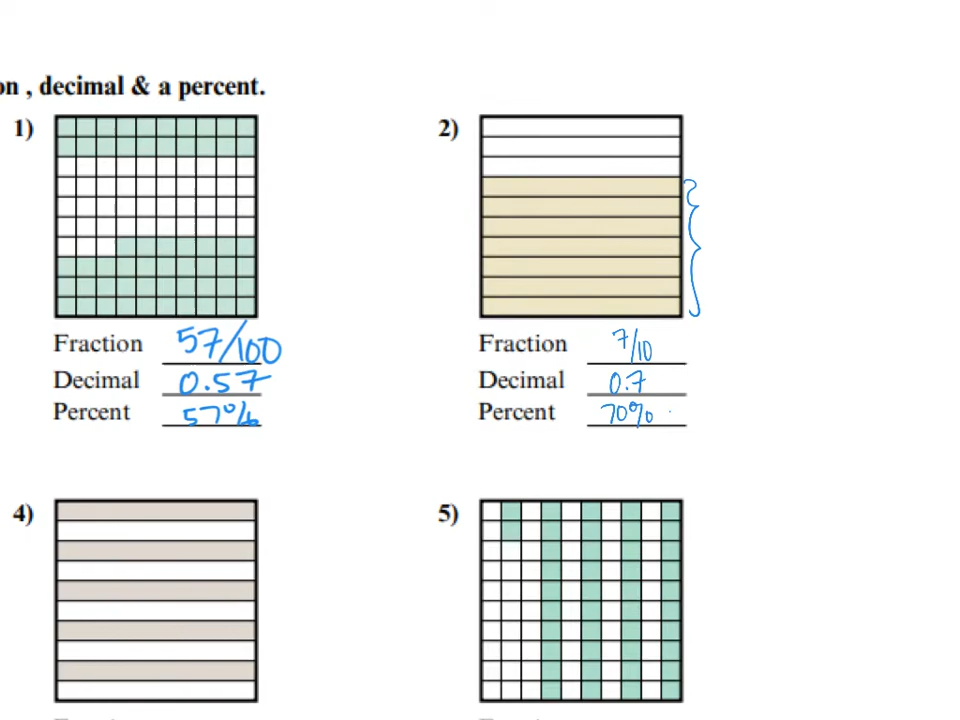 on , decimal & a percent.
1)
2)
Fraction 57/100
Decimal 0.57
Percent 57%
Fraction 7/10
Decimal 0.7
Percent 70%
4)
5)